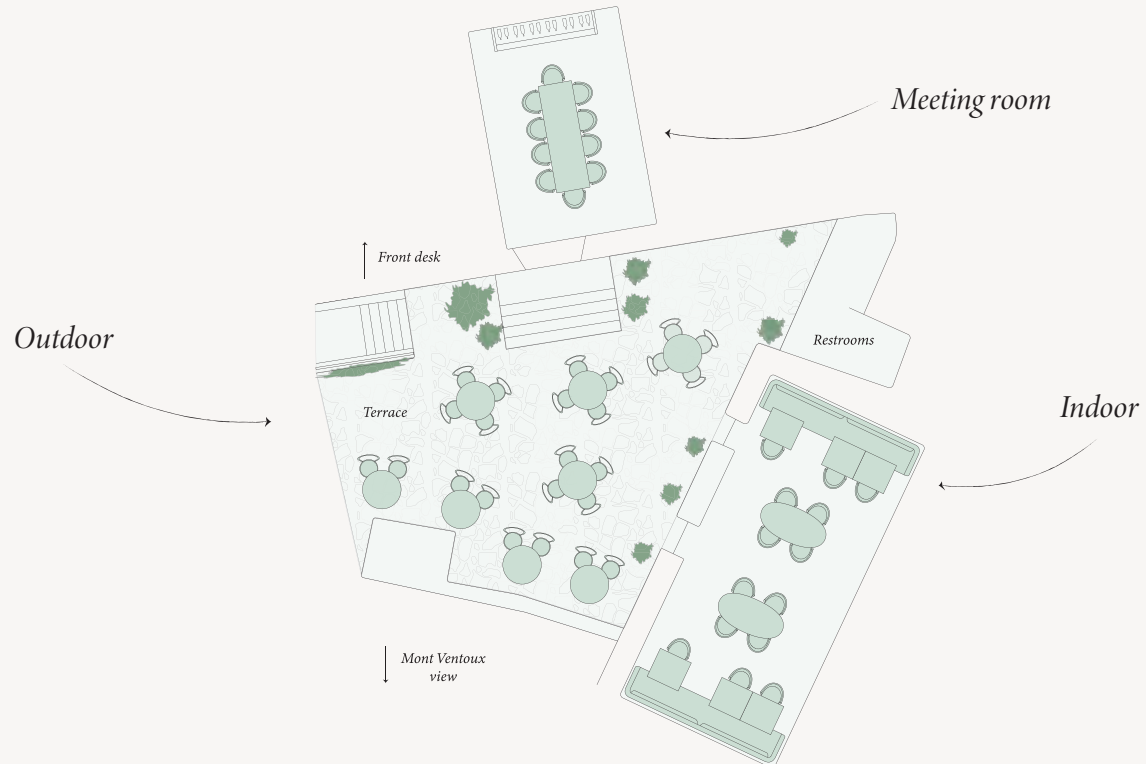 Meeting room
Front desk
Outdoor
Restrooms
Terrace
Indoor
Mont Ventoux
view